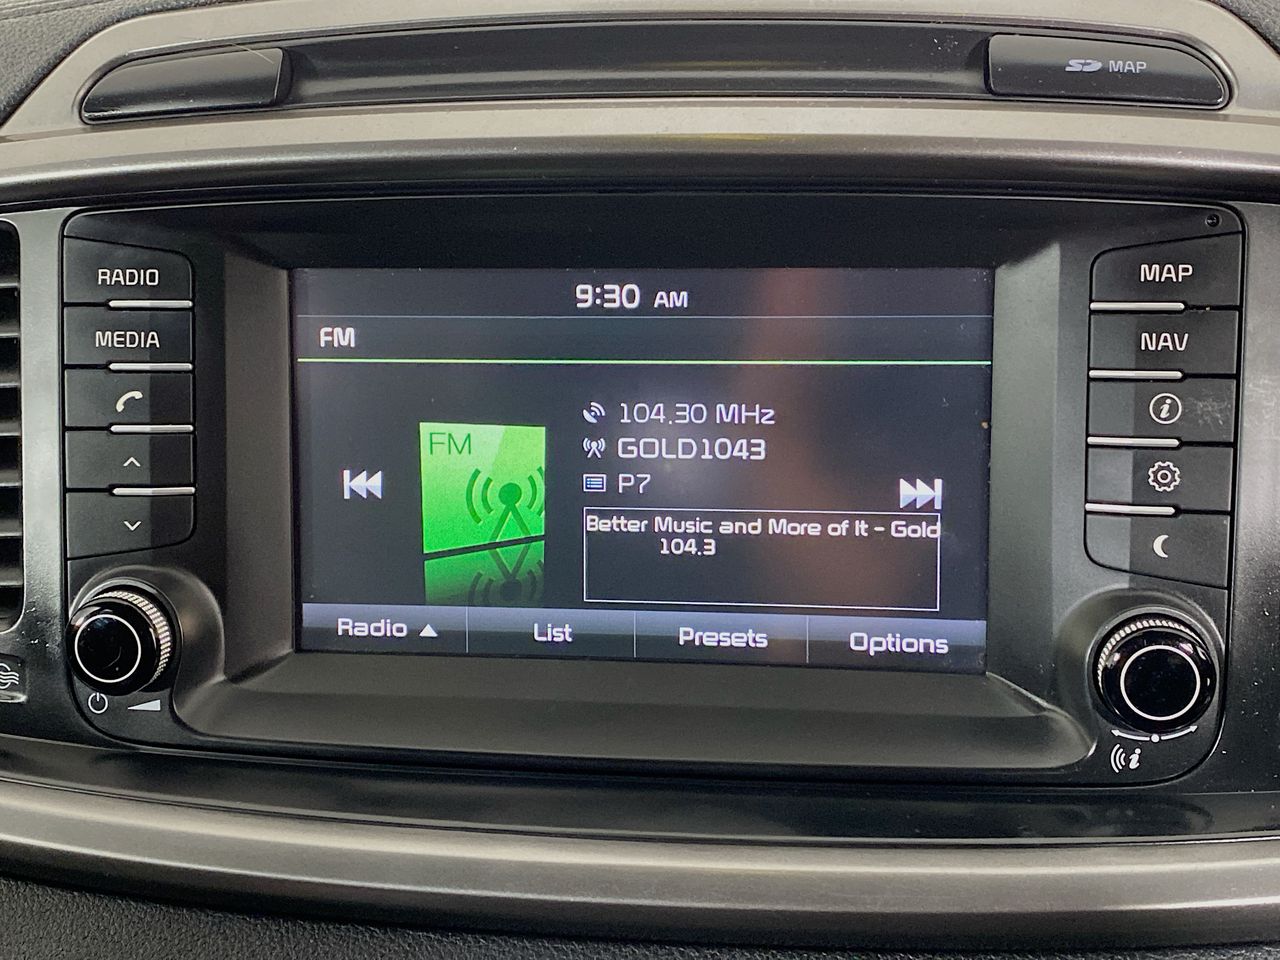 SD MAP
RADIO
MEDIA
MAP
NAV
i
9:30 AM
FM
FM
104.30 MHz
GOLD1043
P7
Better Music and More of It - Gold
104.3
Radio ▲
List
Presets
Options
i